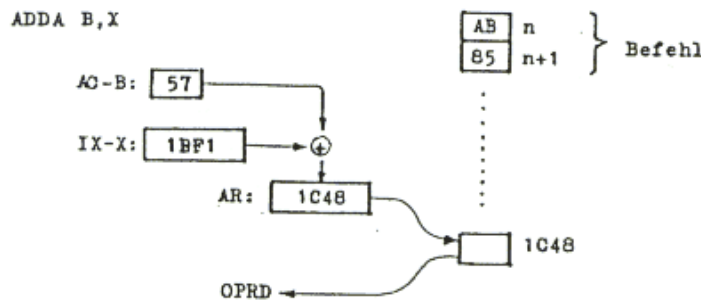 ADDA B,X
AB n
85 n+1
Befehl
AC-B: 57
IX-X: 1BF1
+
AR: 1C48
1C48
OPRD